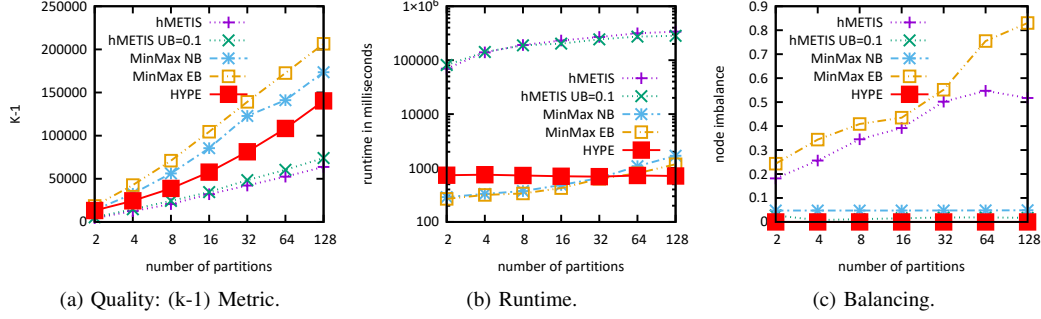 hMETIS
hMETIS UB=0.1
MinMax NB
MinMax EB
HYPE
250000
200000
150000
100000
50000
0
K-1
2 4 8 16 32 64 128
number of partitions
(a) Quality: (k-1) Metric.
1×10⁶
100000
10000
1000
100
runtime in milliseconds
hMETIS
hMETIS UB=0.1
MinMax NB
MinMax EB
HYPE
2 4 8 16 32 64 128
number of partitions
(b) Runtime.
0.9
0.8
0.7
0.6
0.5
0.4
0.3
0.2
0.1
0
node imbalance
hMETIS
hMETIS UB=0.1
MinMax NB
MinMax EB
HYPE
2 4 8 16 32 64 128
number of partitions
(c) Balancing.